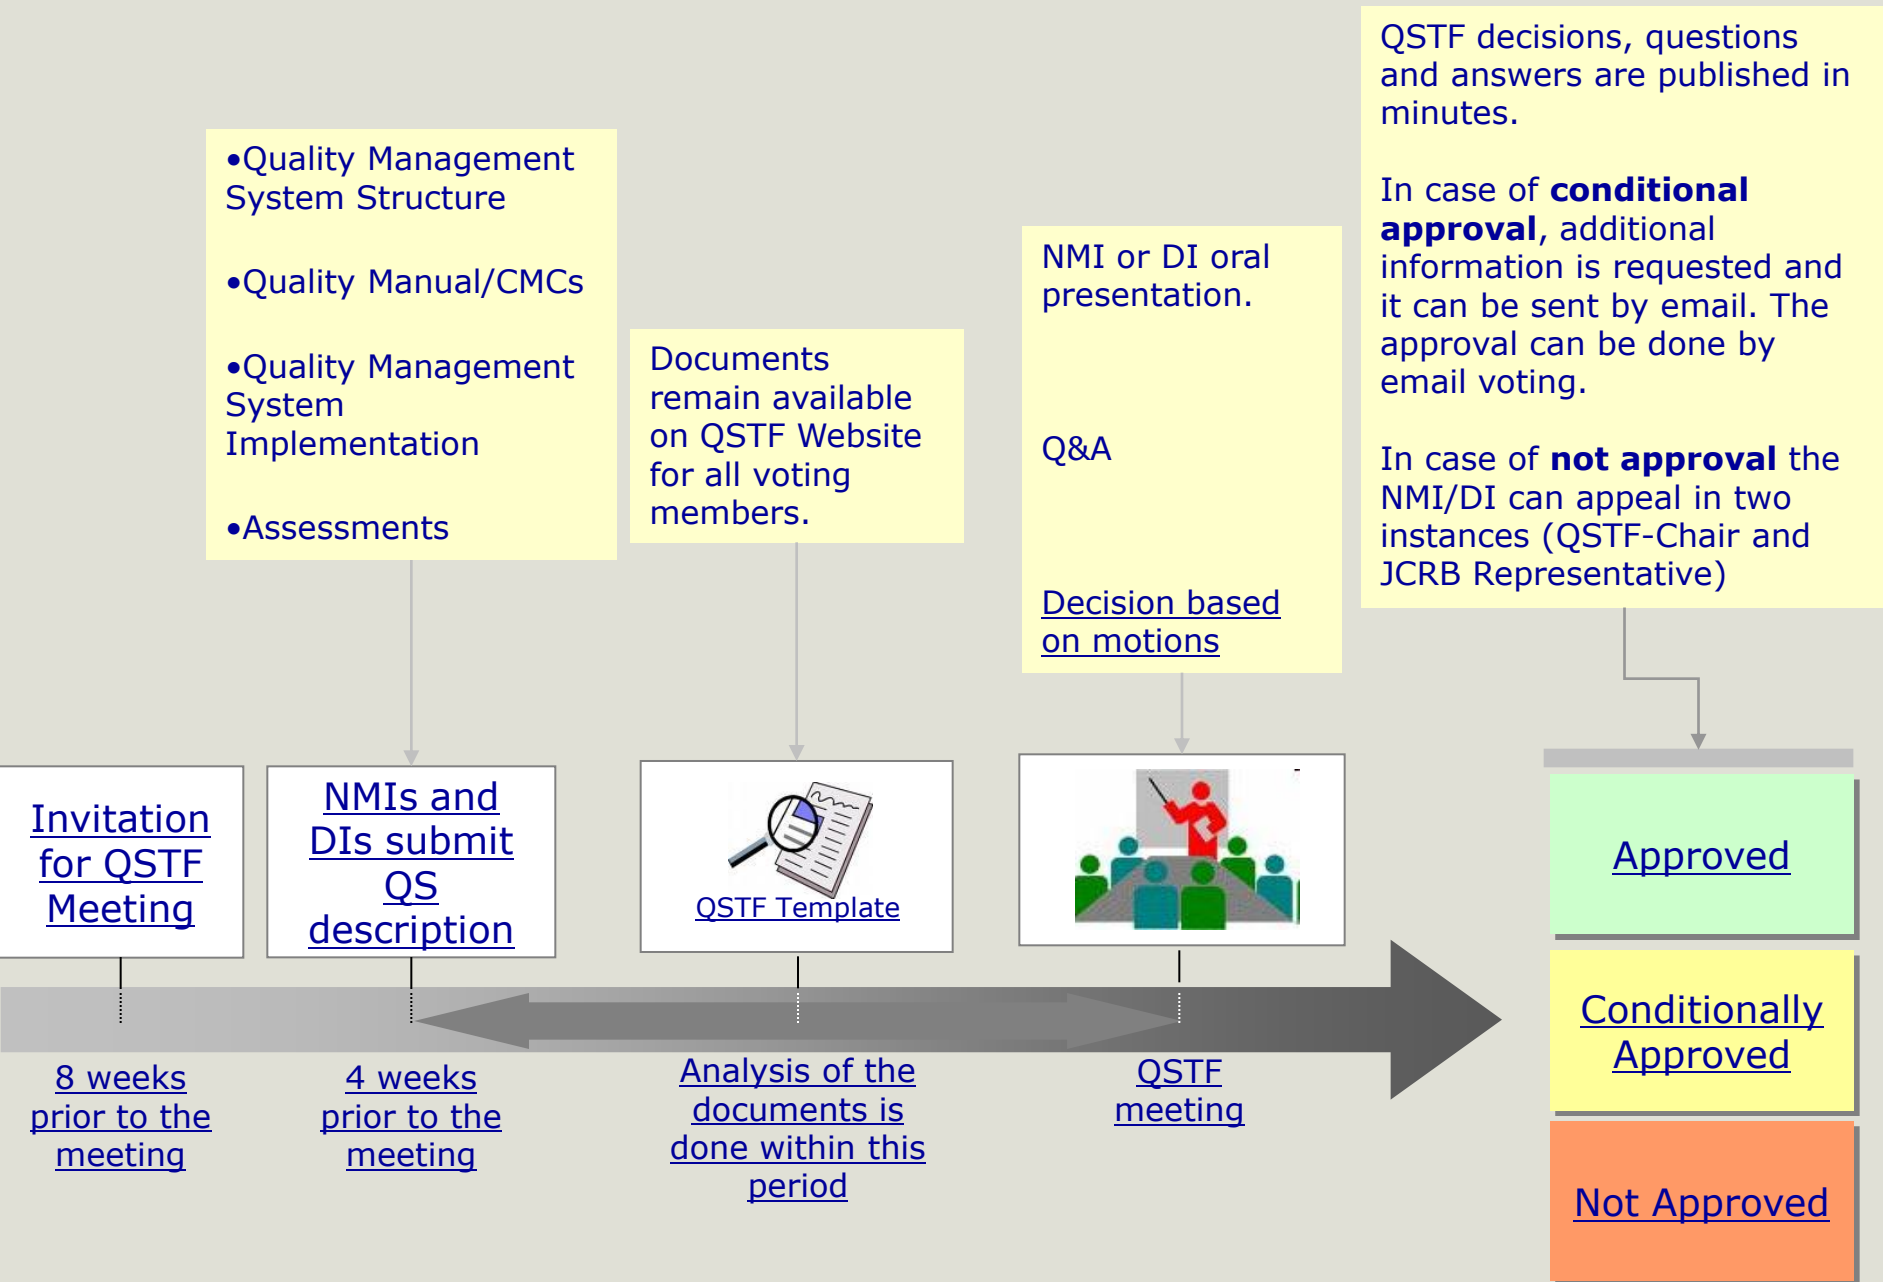 •Quality Management
System Structure
•Quality Manual/CMCs
•Quality Management
System
Implementation
•Assessments
Documents
remain available
on QSTF Website
for all voting
members.
NMI or DI oral
presentation.
Q&A
Decision based
on motions
QSTF decisions, questions
and answers are published in
minutes.
In case of conditional
approval, additional
information is requested and
it can be sent by email. The
approval can be done by
email voting.
In case of not approval the
NMI/DI can appeal in two
instances (QSTF-Chair and
JCRB Representative)
Invitation
for QSTF
Meeting
NMIs and
DIs submit
QS
description
QSTF Template
Approved
Conditionally
Approved
Not Approved
8 weeks
prior to the
meeting
4 weeks
prior to the
meeting
Analysis of the
documents is
done within this
period
QSTF
meeting